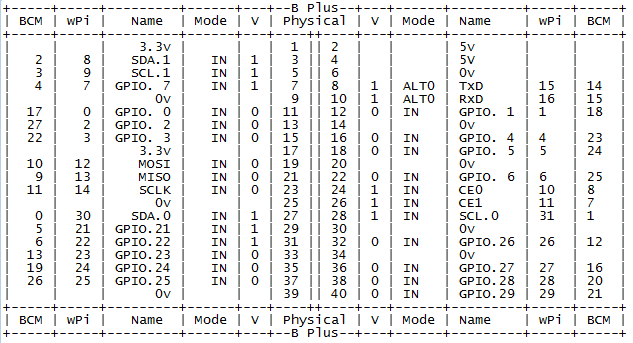 +-----+-----+---------+------+---+--B Plus--+---+------+---------+-----+-----+
| BCM | wPi |   Name  | Mode | V | Physical | V | Mode | Name    | wPi | BCM |
+-----+-----+---------+------+---+----++----+---+------+---------+-----+-----+
|     |     |    3.3v |      |   |  1 || 2  |   |      | 5v      |     |     |
|   2 |   8 |   SDA.1 |   IN | 1 |  3 || 4  |   |      | 5V      |     |     |
|   3 |   9 |   SCL.1 |   IN | 1 |  5 || 6  |   |      | 0v      |     |     |
|   4 |   7 | GPIO. 7 |   IN | 1 |  7 || 8  | 1 | ALT0 | TxD     | 15  | 14  |
|     |     |      0v |      |   |  9 || 10 | 1 | ALT0 | RxD     | 16  | 15  |
|  17 |   0 | GPIO. 0 |   IN | 0 | 11 || 12 | 0 | IN   | GPIO. 1 | 1   | 18  |
|  27 |   2 | GPIO. 2 |   IN | 0 | 13 || 14 |   |      | 0v      |     |     |
|  22 |   3 | GPIO. 3 |   IN | 0 | 15 || 16 | 0 | IN   | GPIO. 4 | 4   | 23  |
|     |     |    3.3v |      |   | 17 || 18 | 0 | IN   | GPIO. 5 | 5   | 24  |
|  10 |  12 |    MOSI |   IN | 0 | 19 || 20 |   |      | 0v      |     |     |
|   9 |  13 |    MISO |   IN | 0 | 21 || 22 | 0 | IN   | GPIO. 6 | 6   | 25  |
|  11 |  14 |    SCLK |   IN | 0 | 23 || 24 | 1 | IN   | CE0     | 10  | 8   |
|     |     |      0v |      |   | 25 || 26 | 1 | IN   | CE1     | 11  | 7   |
|   0 |  30 |   SDA.0 |   IN | 1 | 27 || 28 | 1 | IN   | SCL.0   | 31  | 1   |
|   5 |  21 | GPIO.21 |   IN | 1 | 29 || 30 |   |      | 0v      |     |     |
|   6 |  22 | GPIO.22 |   IN | 1 | 31 || 32 | 0 | IN   | GPIO.26 | 26  | 12  |
|  13 |  23 | GPIO.23 |   IN | 0 | 33 || 34 |   |      | 0v      |     |     |
|  19 |  24 | GPIO.24 |   IN | 0 | 35 || 36 | 0 | IN   | GPIO.27 | 27  | 16  |
|  26 |  25 | GPIO.25 |   IN | 0 | 37 || 38 | 0 | IN   | GPIO.28 | 28  | 20  |
|     |     |      0v |      |   | 39 || 40 | 0 | IN   | GPIO.29 | 29  | 21  |
+-----+-----+---------+------+---+----++----+---+------+---------+-----+-----+
| BCM | wPi |   Name  | Mode | V | Physical | V | Mode | Name    | wPi | BCM |
+-----+-----+---------+------+---+--B Plus--+---+------+---------+-----+-----+